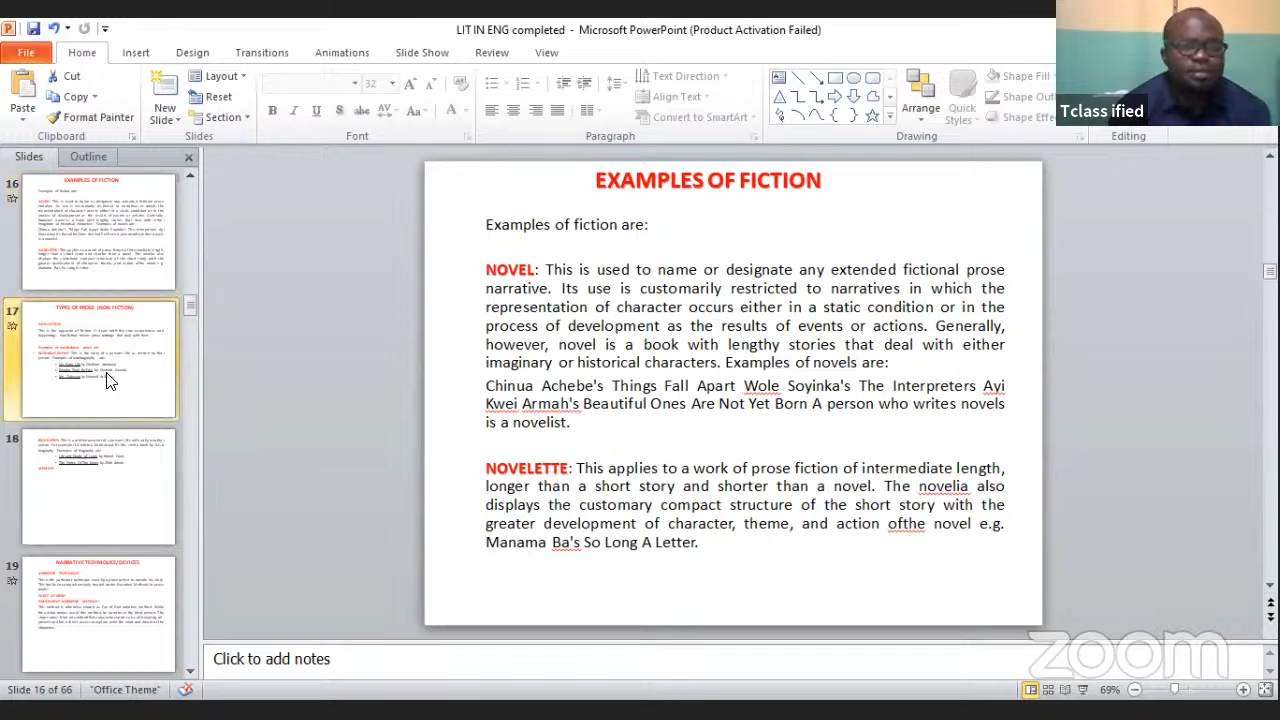 LIT IN ENG completed - Microsoft PowerPoint (Product Activation Failed)
File Home Insert Design Transitions Animations Slide Show Review View
Paste
Cut
Copy
Format Painter
Clipboard
New
Slide
Layout
Reset
Section
Slides
32
B I U S abc AV Aa A
Font
Text Direction
Align Text
Convert to SmartArt
Paragraph
Arrange
Quick
Styles
Shape Fill
Shape Out
Shape Effe
Drawing
Editing
Tclass ified
Slides Outline
16
EXAMPLES OF FICTION
17
TYPES OF PROSE (NON FICTION)
18
19
NARRATIVE TECHNIQUES/DEVICES
EXAMPLES OF FICTION
Examples of fiction are:
NOVEL: This is used to name or designate any extended fictional prose
narrative. Its use is customarily restricted to narratives in which the
representation of character occurs either in a static condition or in the
process of development as the results of events or actions. Generally,
however, novel is a book with lengthy stories that deal with either
imaginary or historical characters. Examples of novels are:
Chinua Achebe's Things Fall Apart Wole Soyinka's The Interpreters Ayi
Kwei Armah's Beautiful Ones Are Not Yet Born A person who writes novels
is a novelist.
NOVELETTE: This applies to a work of prose fiction of intermediate length,
longer than a short story and shorter than a novel. The novelia also
displays the customary compact structure of the short story with the
greater development of character, theme, and action ofthe novel e.g.
Manama Ba's So Long A Letter.
Click to add notes
zoom
Slide 16 of 66 "Office Theme" 69%